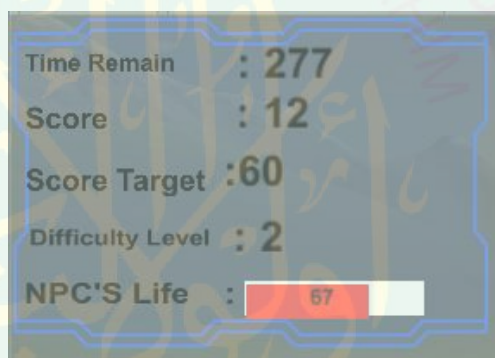 Time Remain : 277
Score : 12
Score Target :60
Difficulty Level : 2
NPC'S Life : 67